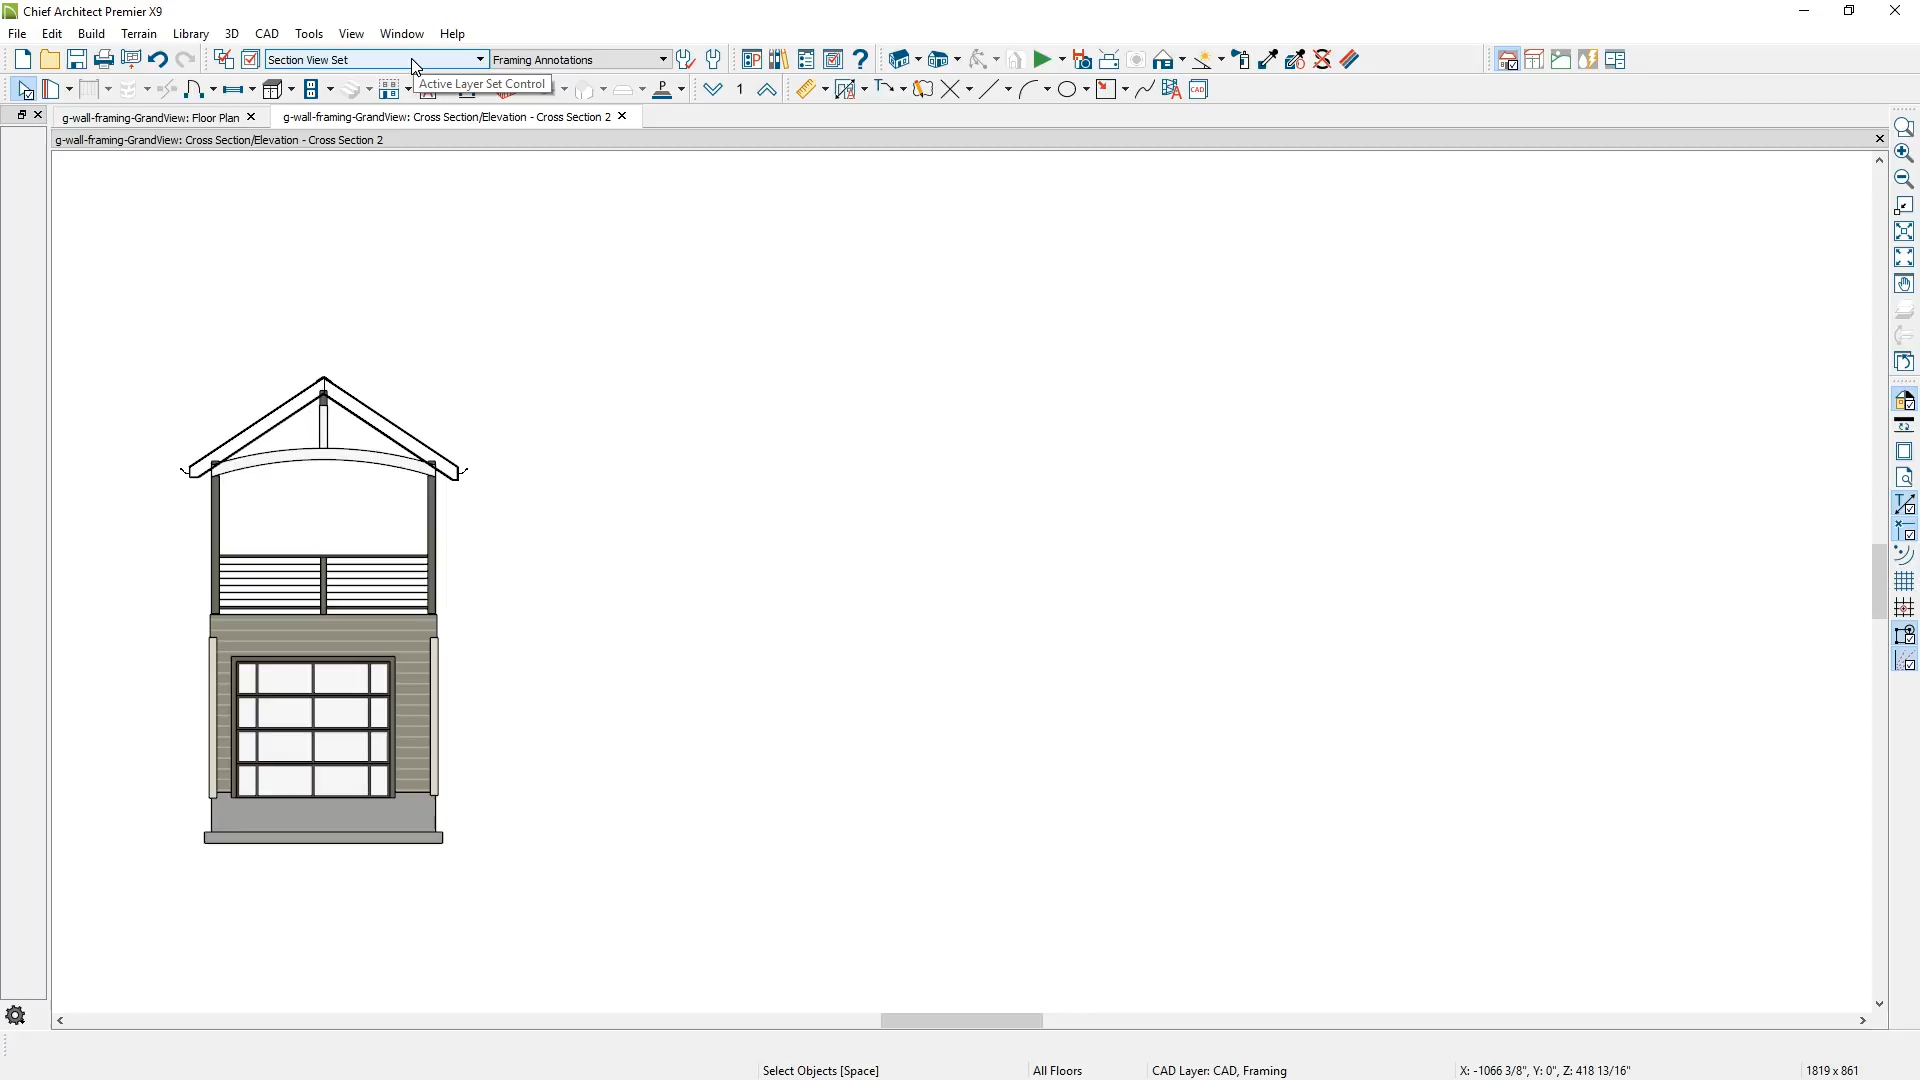 Chief Architect Premier X9
File Edit Build Terrain Library 3D CAD Tools View Window Help
Section View Set Framing Annotations
Active Layer Set Control
1
g-wall-framing-GrandView: Floor Plan g-wall-framing-GrandView: Cross Section/Elevation - Cross Section 2
g-wall-framing-GrandView: Cross Section/Elevation - Cross Section 2
Select Objects [Space] All Floors CAD Layer: CAD, Framing X: -1066 3/8", Y: 0", Z: 418 13/16" 1819 x 861